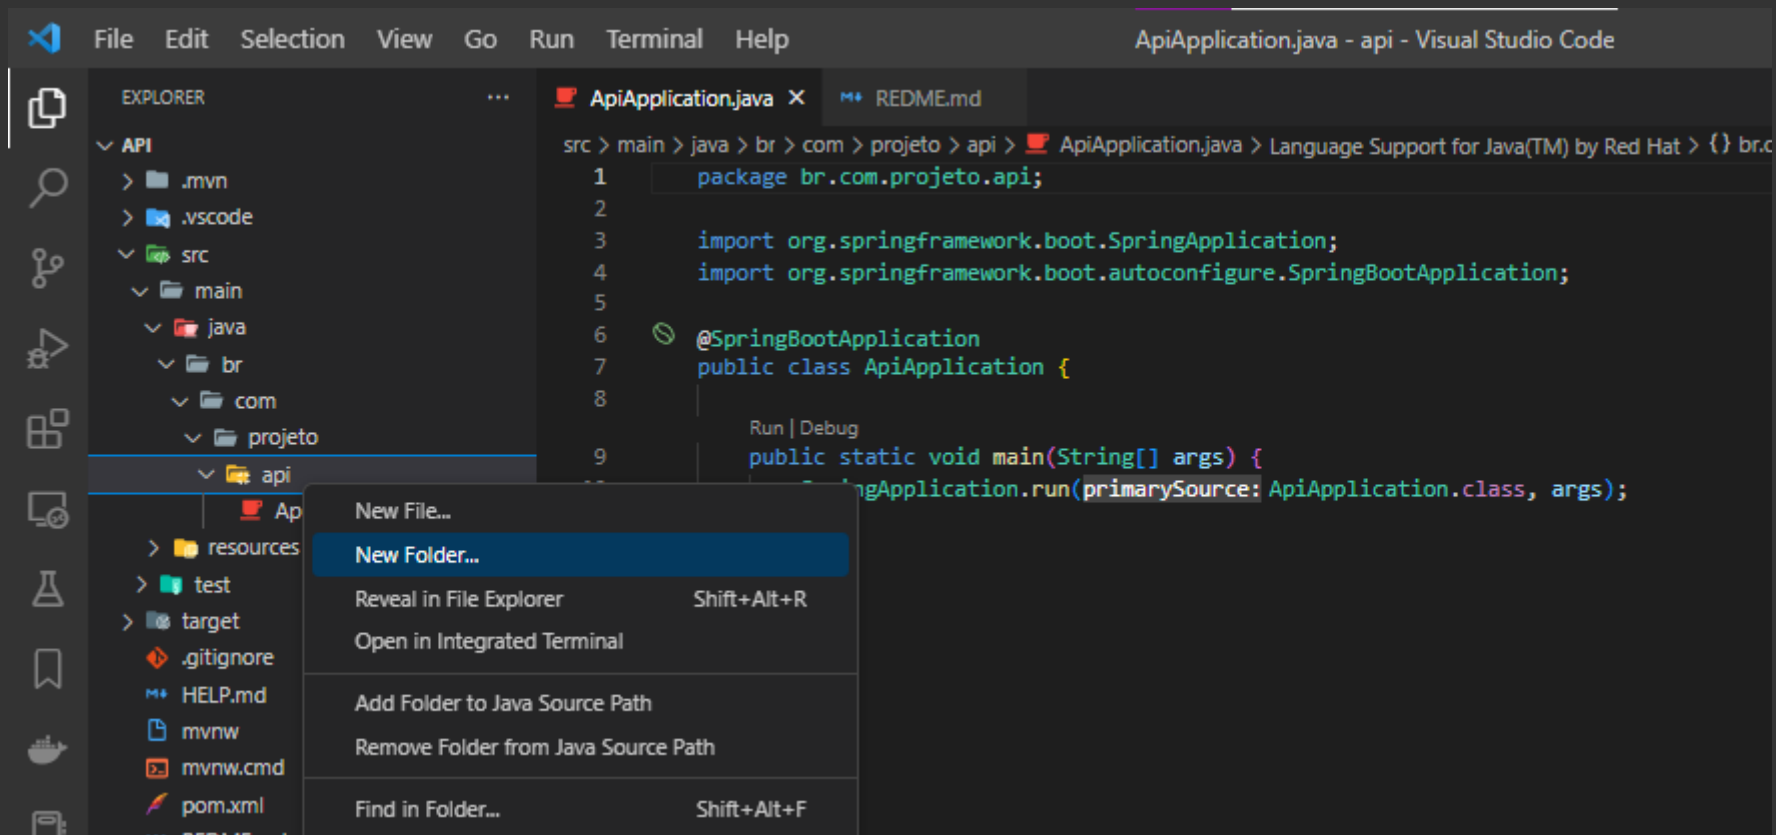 File Edit Selection View Go Run Terminal Help
ApiApplication.java - api - Visual Studio Code
EXPLORER ...
API
.mvn
.vscode
src
main
java
br
com
projeto
api
Ap
resources
test
target
.gitignore
HELP.md
mvnw
mvnw.cmd
pom.xml
New File...
New Folder...
Reveal in File Explorer Shift+Alt+R
Open in Integrated Terminal
Add Folder to Java Source Path
Remove Folder from Java Source Path
Find in Folder... Shift+Alt+F
ApiApplication.java REDME.md
src > main > java > br > com > projeto > api > ApiApplication.java > Language Support for Java(TM) by Red Hat > {} br.c
1 package br.com.projeto.api;
2
3 import org.springframework.boot.SpringApplication;
4 import org.springframework.boot.autoconfigure.SpringBootApplication;
5
6 @SpringBootApplication
7 public class ApiApplication {
8
Run | Debug
9 public static void main(String[] args) {
ngApplication.run(primarySource: ApiApplication.class, args);